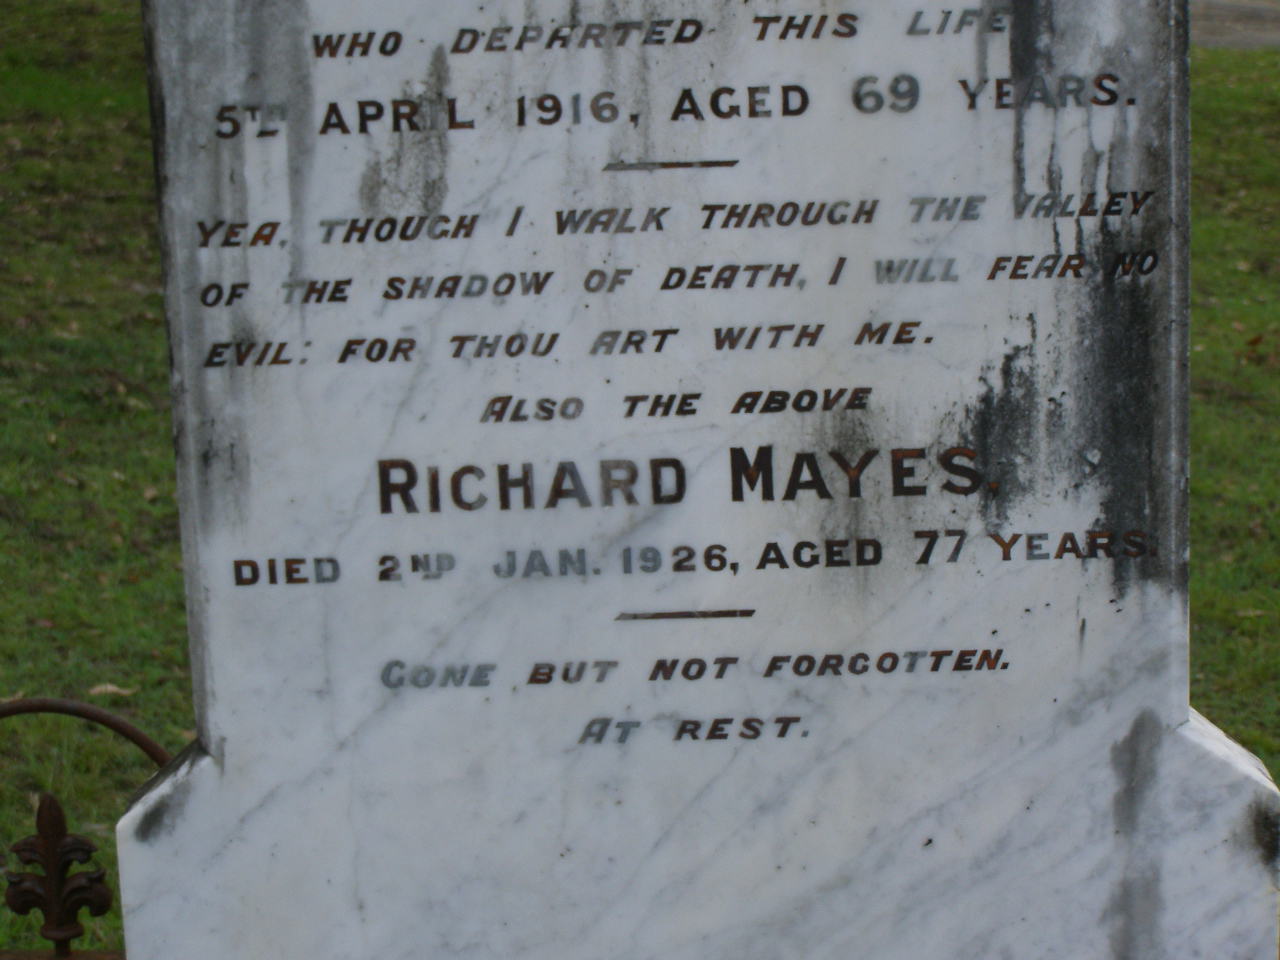 WHO DEPARTED THIS LIFE
5TH APRIL 1916, AGED 69 YEARS.
YEA, THOUGH I WALK THROUGH THE VALLEY
OF THE SHADOW OF DEATH, I WILL FEAR NO
EVIL: FOR THOU ART WITH ME.
ALSO THE ABOVE
RICHARD MAYES.
DIED 2ND JAN. 1926, AGED 77 YEARS.
GONE BUT NOT FORGOTTEN.
AT REST.